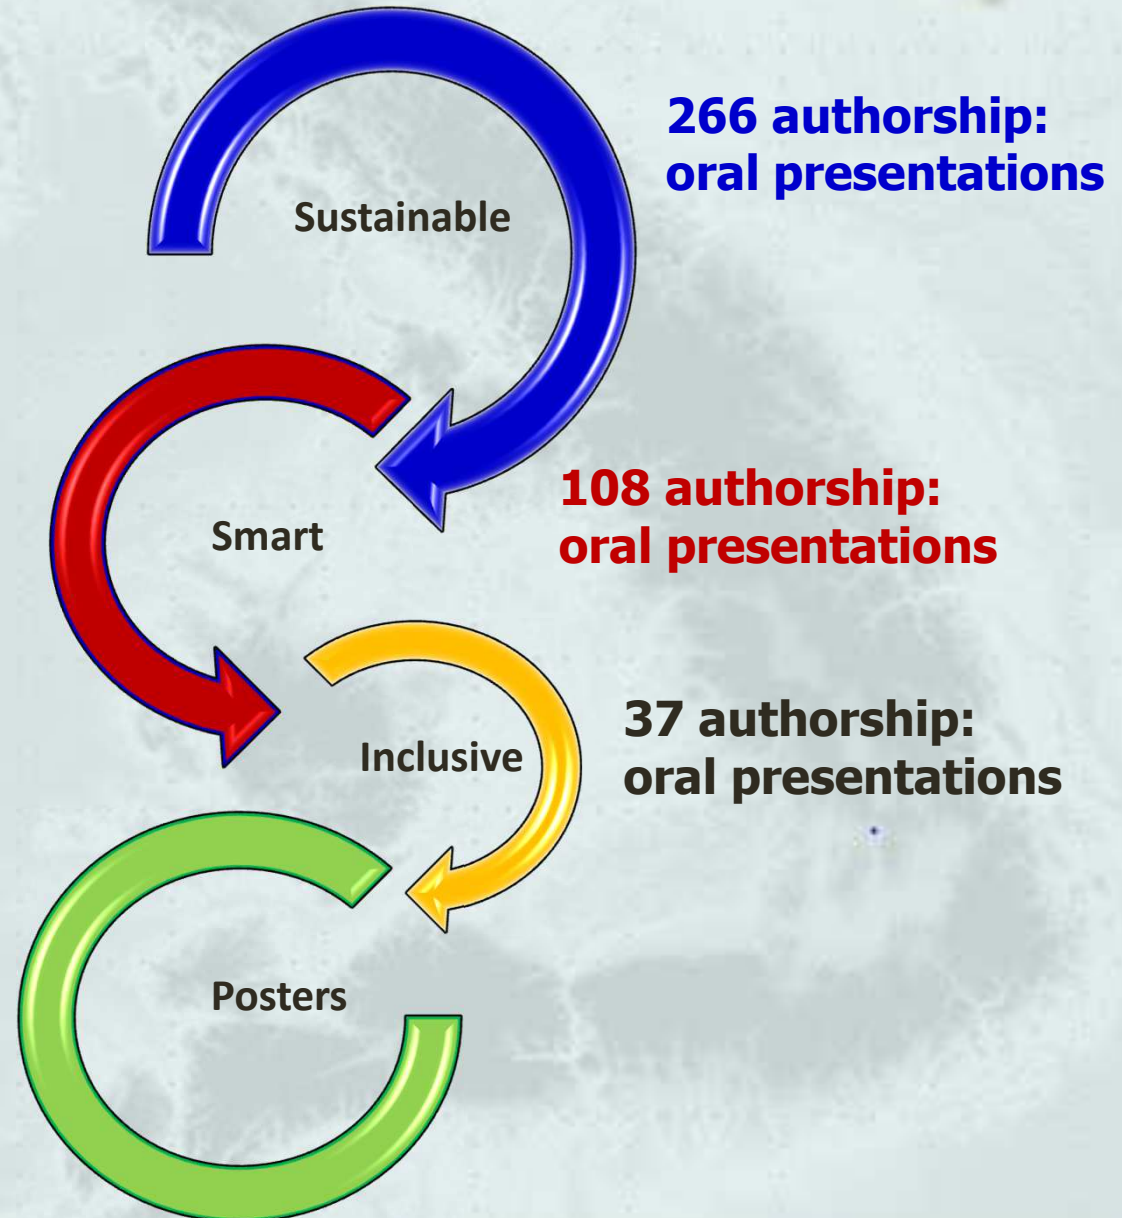 266 authorship:
oral presentations
Sustainable
108 authorship:
oral presentations
Smart
37 authorship:
oral presentations
Inclusive
Posters